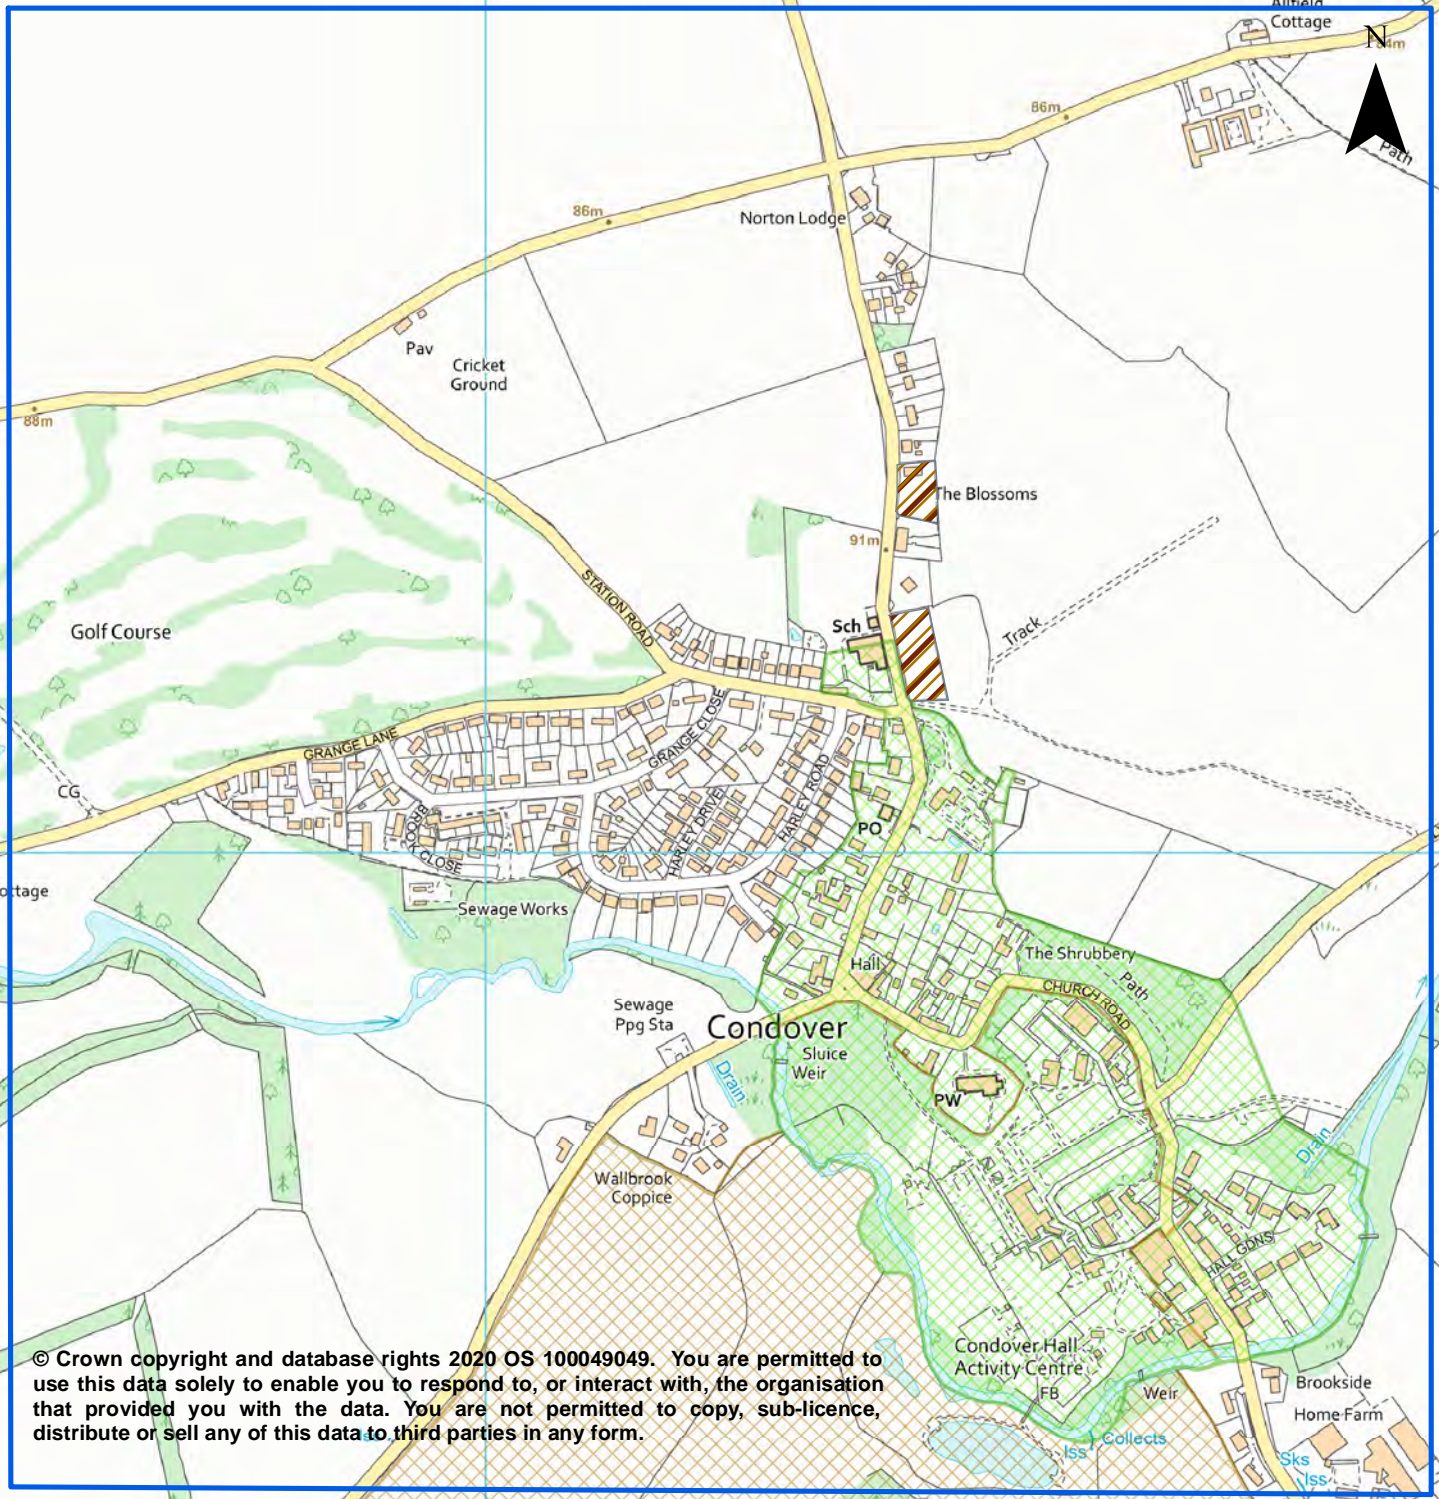 Allfield
Cottage
N
84m
86m
Path
86m
Norton Lodge
Pav
Cricket
Ground
88m
The Blossoms
91m
STATION ROAD
Golf Course
Sch
Track
GRANGE LANE
GRANGE CLOSE
CG
HARLEY DRIVE
HARLEY ROAD
BROOK CLOSE
PO
ottage
Sewage Works
Hall
The Shrubbery
Path
CHURCH ROAD
Sewage
Ppg Sta
Condover
Sluice
Weir
Drain
PW
Drain
Wallbrook
Coppice
HALL GDNS
Condover Hall
Activity Centre
FB
Weir
Brookside
Home Farm
© Crown copyright and database rights 2020 OS 100049049. You are permitted to
use this data solely to enable you to respond to, or interact with, the organisation
that provided you with the data. You are not permitted to copy, sub-licence,
distribute or sell any of this data to third parties in any form.
Iss
Collects
Sks
Iss